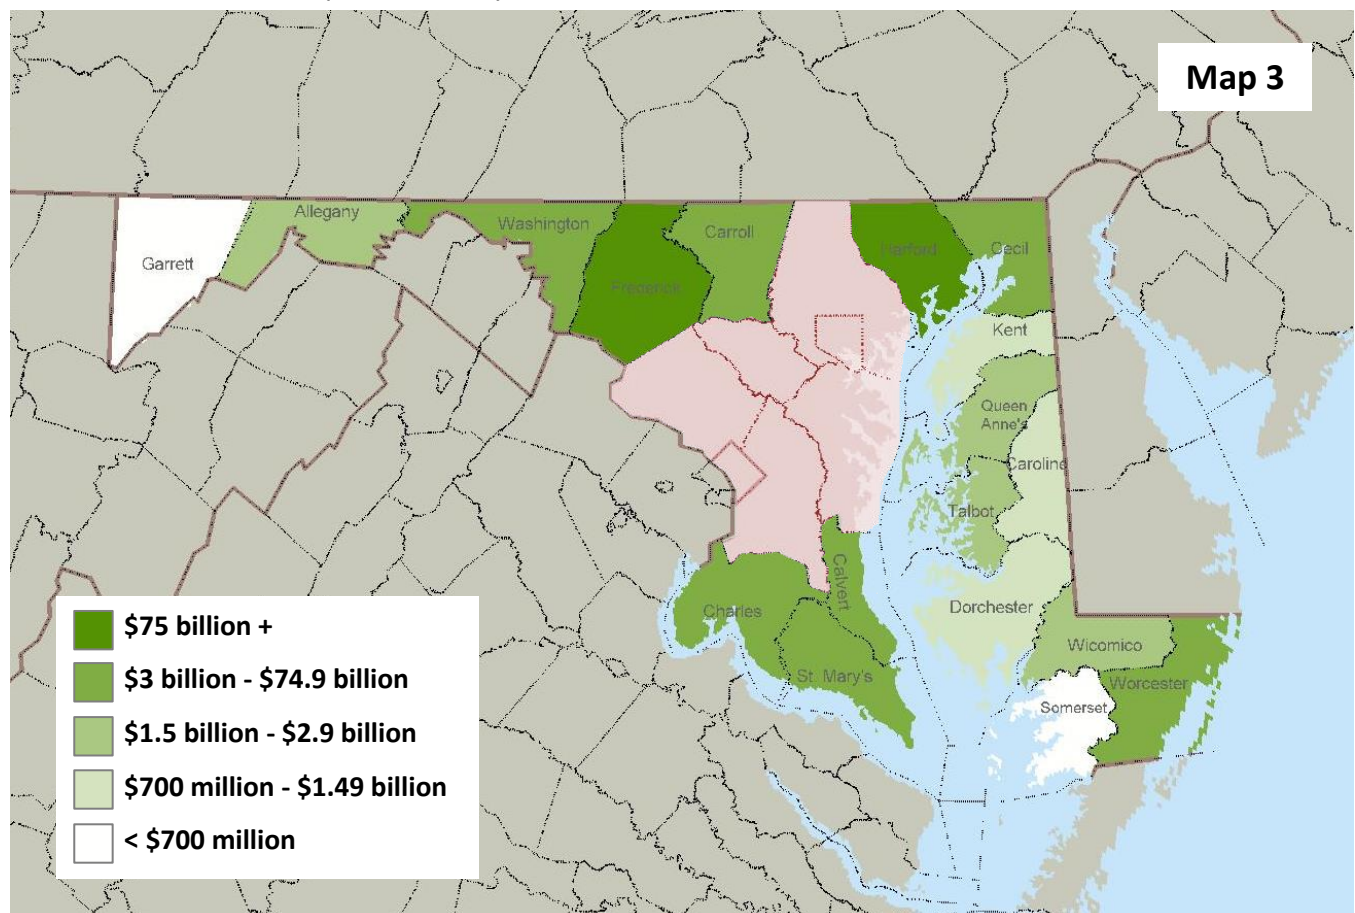 Map 3
Allegany
Washington
Carroll
Harford
Cecil
Garrett
Frederick
Kent
Queen
Anne's
Caroline
Talbot
Calvert
Charles
Dorchester
St. Mary's
Wicomico
Worcester
Somerset
$75 billion +
$3 billion - $74.9 billion
$1.5 billion - $2.9 billion
$700 million - $1.49 billion
< $700 million